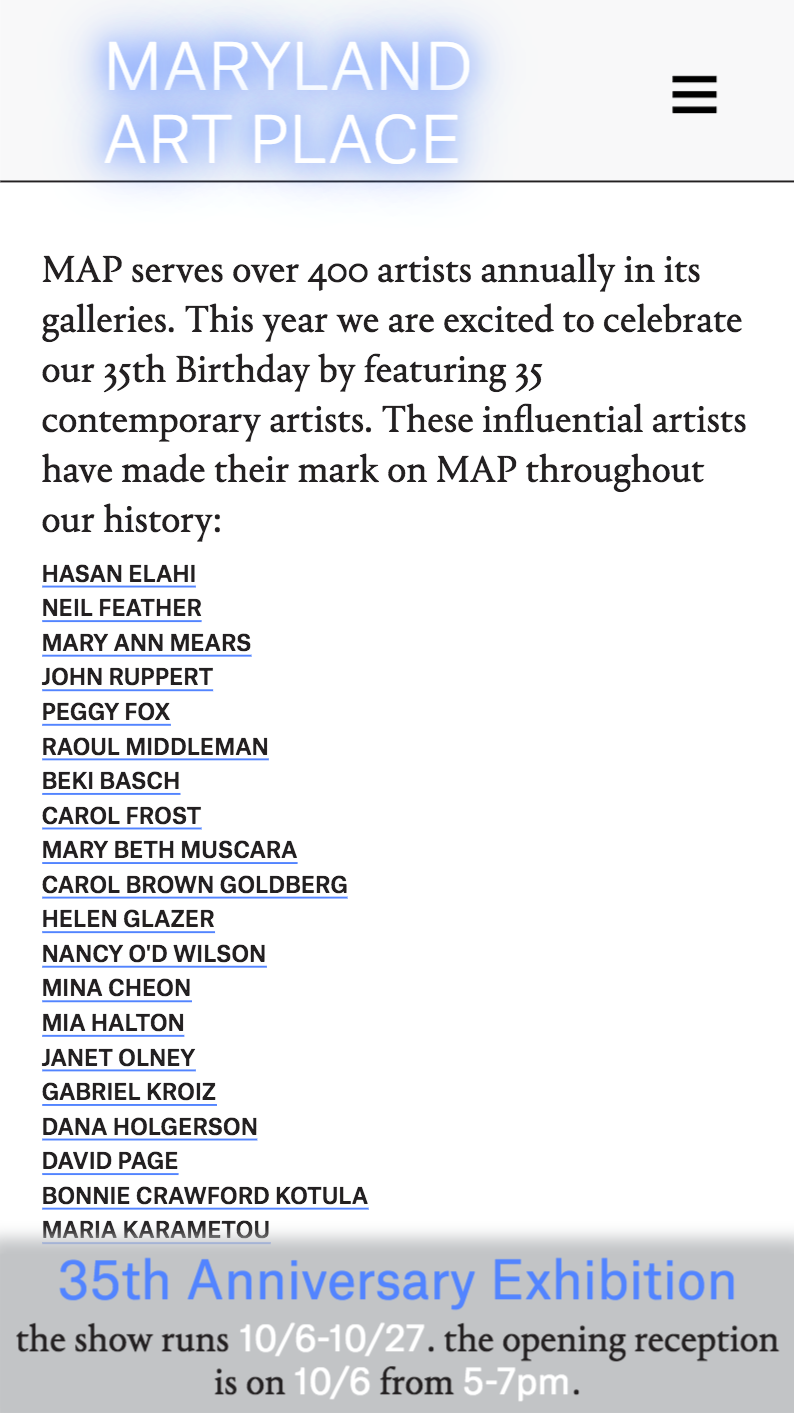 MARYLAND
ART PLACE
MAP serves over 400 artists annually in its
galleries. This year we are excited to celebrate
our 35th Birthday by featuring 35
contemporary artists. These influential artists
have made their mark on MAP throughout
our history:
HASAN ELAHI
NEIL FEATHER
MARY ANN MEARS
JOHN RUPPERT
PEGGY FOX
RAOUL MIDDLEMAN
BEKI BASCH
CAROL FROST
MARY BETH MUSCARA
CAROL BROWN GOLDBERG
HELEN GLAZER
NANCY O'D WILSON
MINA CHEON
MIA HALTON
JANET OLNEY
GABRIEL KROIZ
DANA HOLGERSON
DAVID PAGE
BONNIE CRAWFORD KOTULA
MARIA KARAMETOU
35th Anniversary Exhibition
the show runs 10/6-10/27. the opening reception
is on 10/6 from 5-7pm.